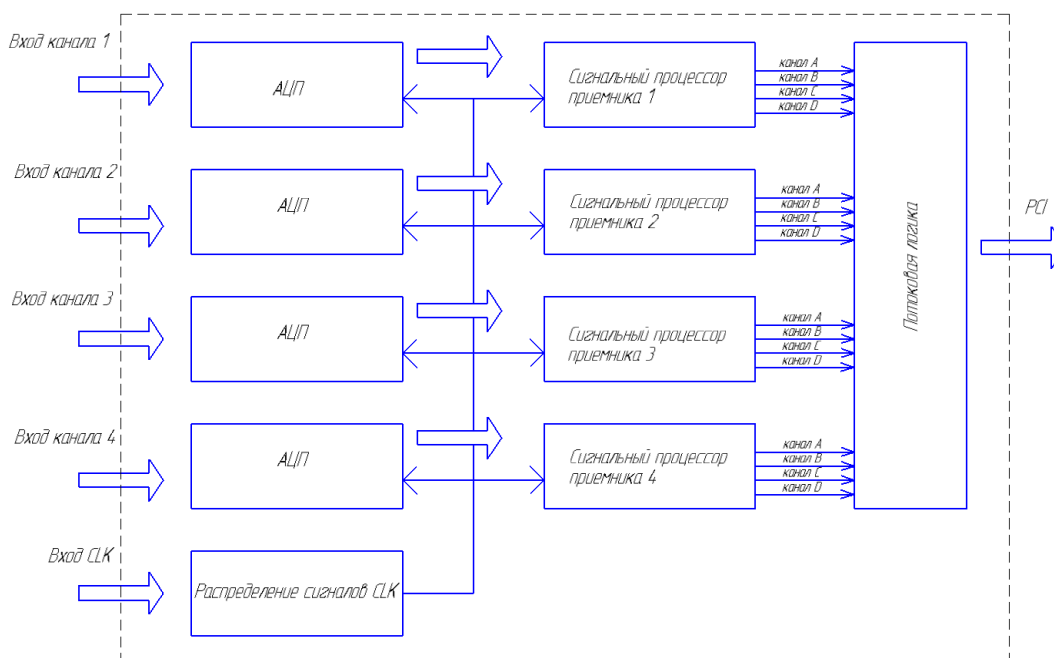 Вход канала 1
АЦП
Сигнальный процессор
приемника 1
канал A
канал B
канал C
канал D
Вход канала 2
АЦП
Сигнальный процессор
приемника 2
канал A
канал B
канал C
канал D
Потоковая логика
PCI
Вход канала 3
АЦП
Сигнальный процессор
приемника 3
канал A
канал B
канал C
канал D
Вход канала 4
АЦП
Сигнальный процессор
приемника 4
канал A
канал B
канал C
канал D
Вход CLK
Распределение сигналов CLK